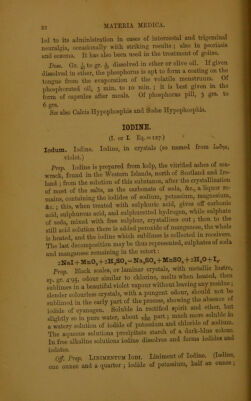 22 MATERIA MEDICA.
led to its administration in cases of intercostal and trigeminal
neuralgia, occasionally with striking results; also in psoriasis
and eczema. It has also been used in the treatment of goitre.
Dose. Gr. to gr. dissolved in ether or olive oil. If given
dissolved in ether, the phosphorus is apt to form a coating on the
tongue from the evaporation of the volatile menstruum. Of
phosphorated oil, 5 min. to 10 min.; it is best given in the
form of capsules after meals. Of phosphorus pill, 3 grs. to
6 grs.
See also Calcis Hypophosphis and Sodæ Hypophosphis.
IODINE.
(I. or I. Eq.=127.)
Iodum. Iodine. Iodine, in crystals (so named from
violet.)
Prep. Iodine is prepared from kelp, the vitrified ashes of sea-
wrack, found in the Western Islands, north of Scotland and Ire-
land; from the solution of this substance, after the crystallization
of most of the salts, as the carbonate of soda, &c., a liquor re-
mains, containing the iodides of sodium, potassium, magnesium,
&c.; this, when treated with sulphuric acid, gives off carbonic
acid, sulphurous acid, and sulphuretted hydrogen, while sulphate
of soda, mixed with free sulphur, crystallizes out; then to the
still acid solution there is added peroxide of manganese, the whole
is heated, and the iodine which sublimes is collected in receivers.
The last decomposition may be thus represented, sulphates of soda
and manganese remaining in the retort:
2NaI+MnO₂+2H₂SO₄=Na₂SO₄+MnSO₄+2H₂O+I₂.
Prop. Black scales, or laminar crystals, with metallic lustre,
sp. gr. 4·95, odour similar to chlorine, melts when heated, then
sublimes in a beautiful violet vapour without leaving any residue;
slender colourless crystals, with a pungent odour, should not be
sublimed in the early part of the process, showing the absence of
iodide of cyanogen. Soluble in rectified spirit and ether, but
slightly so in pure water, about part; much more soluble in
a watery solution of iodide of potassium and chloride of sodium.
The aqueous solutions precipitate starch of a dark-blue colour.
In free alkaline solutions iodine dissolves and forms iodides and
iodates.
Off. Prep. LINIMENTUM IODI. Liniment of Iodine. (Iodine,
one ounce and a quarter; iodide of potassium, half an ounce;